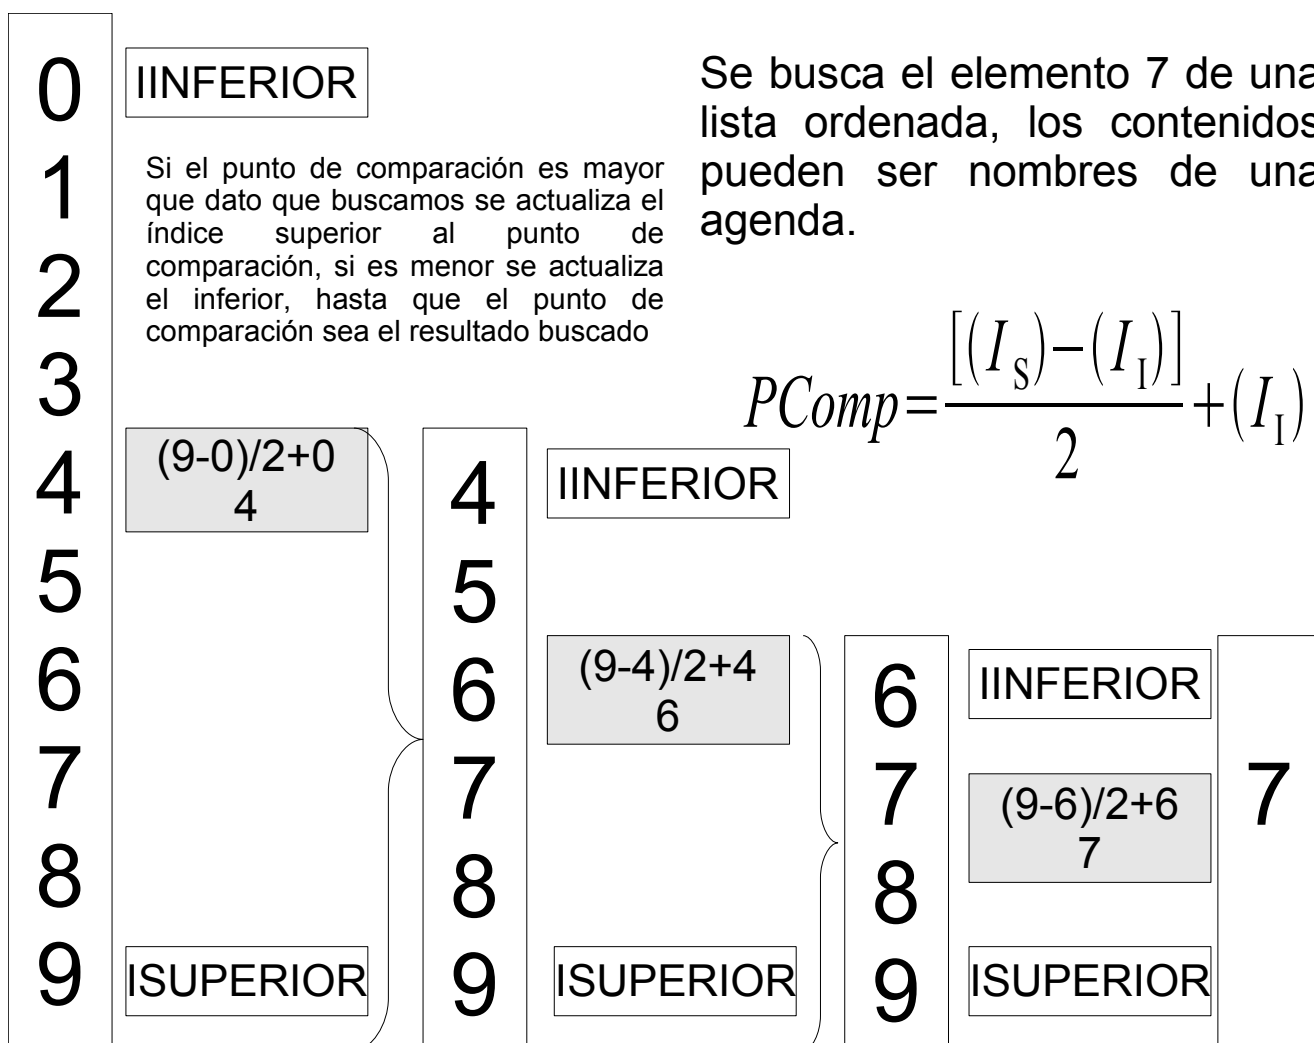 0
1
2
3
4
5
6
7
8
9
IINFERIOR
Si el punto de comparación es mayor
que dato que buscamos se actualiza el
índice superior al punto de
comparación, si es menor se actualiza
el inferior, hasta que el punto de
comparación sea el resultado buscado
(9-0)/2+0
4
ISUPERIOR
Se busca el elemento 7 de una
lista ordenada, los contenidos
pueden ser nombres de una
agenda.
PComp=[(I_S)−(I_I)]/2+(I_I)
4
5
6
7
8
9
IINFERIOR
(9-4)/2+4
6
ISUPERIOR
6
7
8
9
IINFERIOR
(9-6)/2+6
7
ISUPERIOR
7